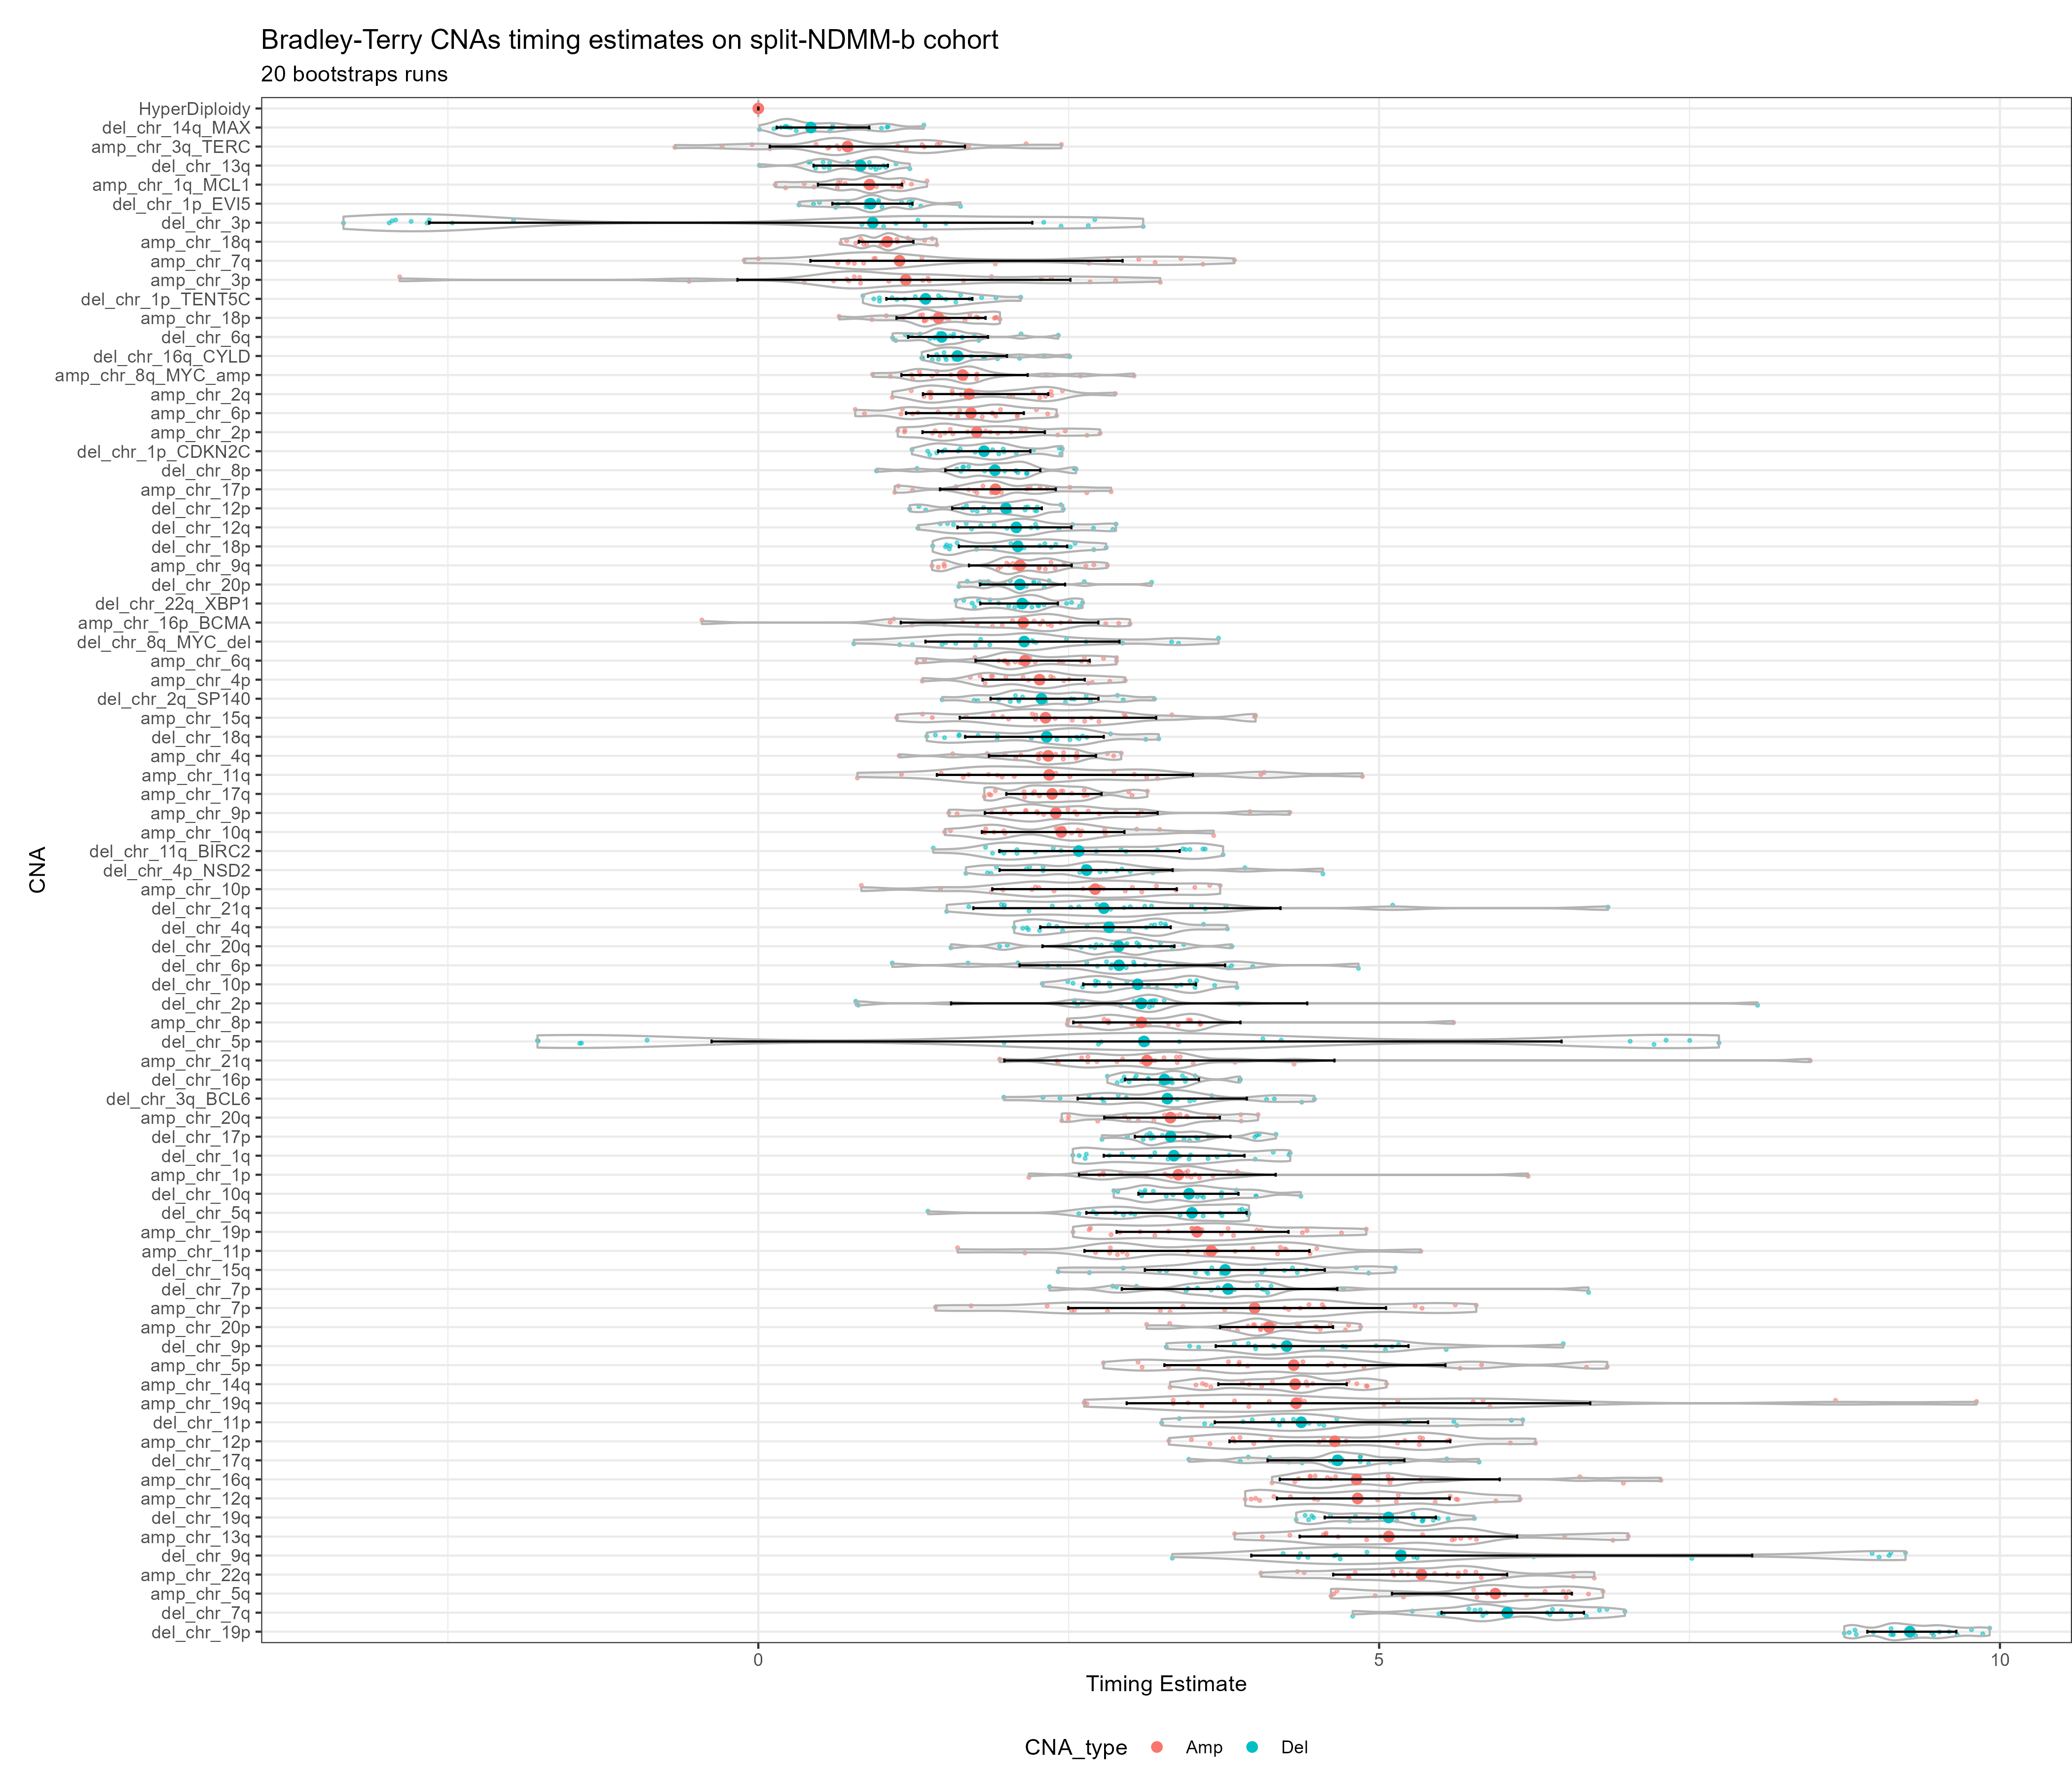 Bradley-Terry CNAs timing estimates on split-NDMM-b cohort
20 bootstraps runs
CNA
HyperDiploidy
del_chr_14q_MAX
amp_chr_3q_TERC
del_chr_13q
amp_chr_1q_MCL1
del_chr_1p_EVI5
del_chr_3p
amp_chr_18q
amp_chr_7q
amp_chr_3p
del_chr_1p_TENT5C
amp_chr_18p
del_chr_6q
del_chr_16q_CYLD
amp_chr_8q_MYC_amp
amp_chr_2q
amp_chr_6p
amp_chr_2p
del_chr_1p_CDKN2C
del_chr_8p
amp_chr_17p
del_chr_12p
del_chr_12q
del_chr_18p
amp_chr_9q
del_chr_20p
del_chr_22q_XBP1
amp_chr_16p_BCMA
del_chr_8q_MYC_del
amp_chr_6q
amp_chr_4p
del_chr_2q_SP140
amp_chr_15q
del_chr_18q
amp_chr_4q
amp_chr_11q
amp_chr_17q
amp_chr_9p
amp_chr_10q
del_chr_11q_BIRC2
del_chr_4p_NSD2
amp_chr_10p
del_chr_21q
del_chr_4q
del_chr_20q
del_chr_6p
del_chr_10p
del_chr_2p
amp_chr_8p
del_chr_5p
amp_chr_21q
del_chr_16p
del_chr_3q_BCL6
amp_chr_20q
del_chr_17p
del_chr_1q
amp_chr_1p
del_chr_10q
del_chr_5q
amp_chr_19p
amp_chr_11p
del_chr_15q
del_chr_7p
amp_chr_7p
amp_chr_20p
del_chr_9p
amp_chr_5p
amp_chr_14q
amp_chr_19q
del_chr_11p
amp_chr_12p
del_chr_17q
amp_chr_16q
amp_chr_12q
del_chr_19q
amp_chr_13q
del_chr_9q
amp_chr_22q
amp_chr_5q
del_chr_7q
del_chr_19p
0 5 10
Timing Estimate
CNA_type Amp Del